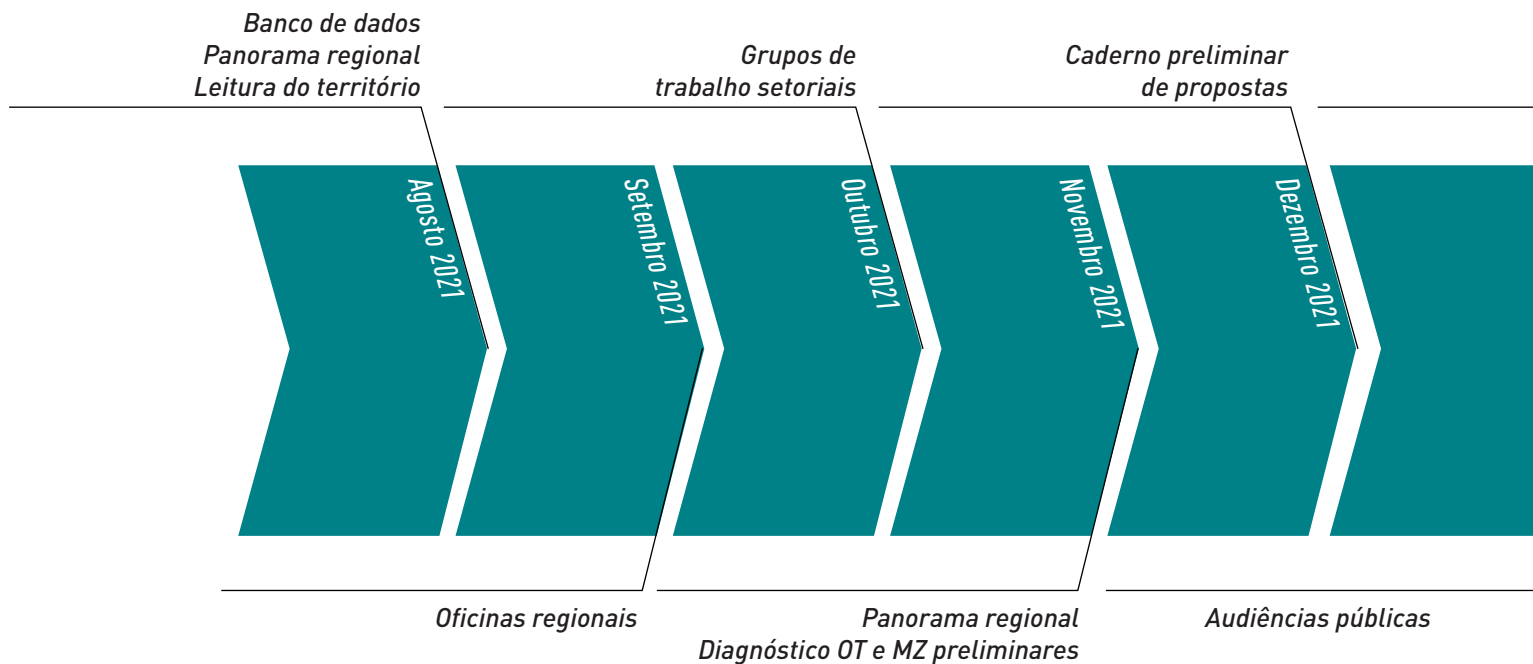 Banco de dados
Panorama regional
Leitura do território
Grupos de
trabalho setoriais
Caderno preliminar
de propostas
Agosto 2021
Setembro 2021
Outubro 2021
Novembro 2021
Dezembro 2021
Oficinas regionais
Panorama regional
Diagnóstico OT e MZ preliminares
Audiências públicas